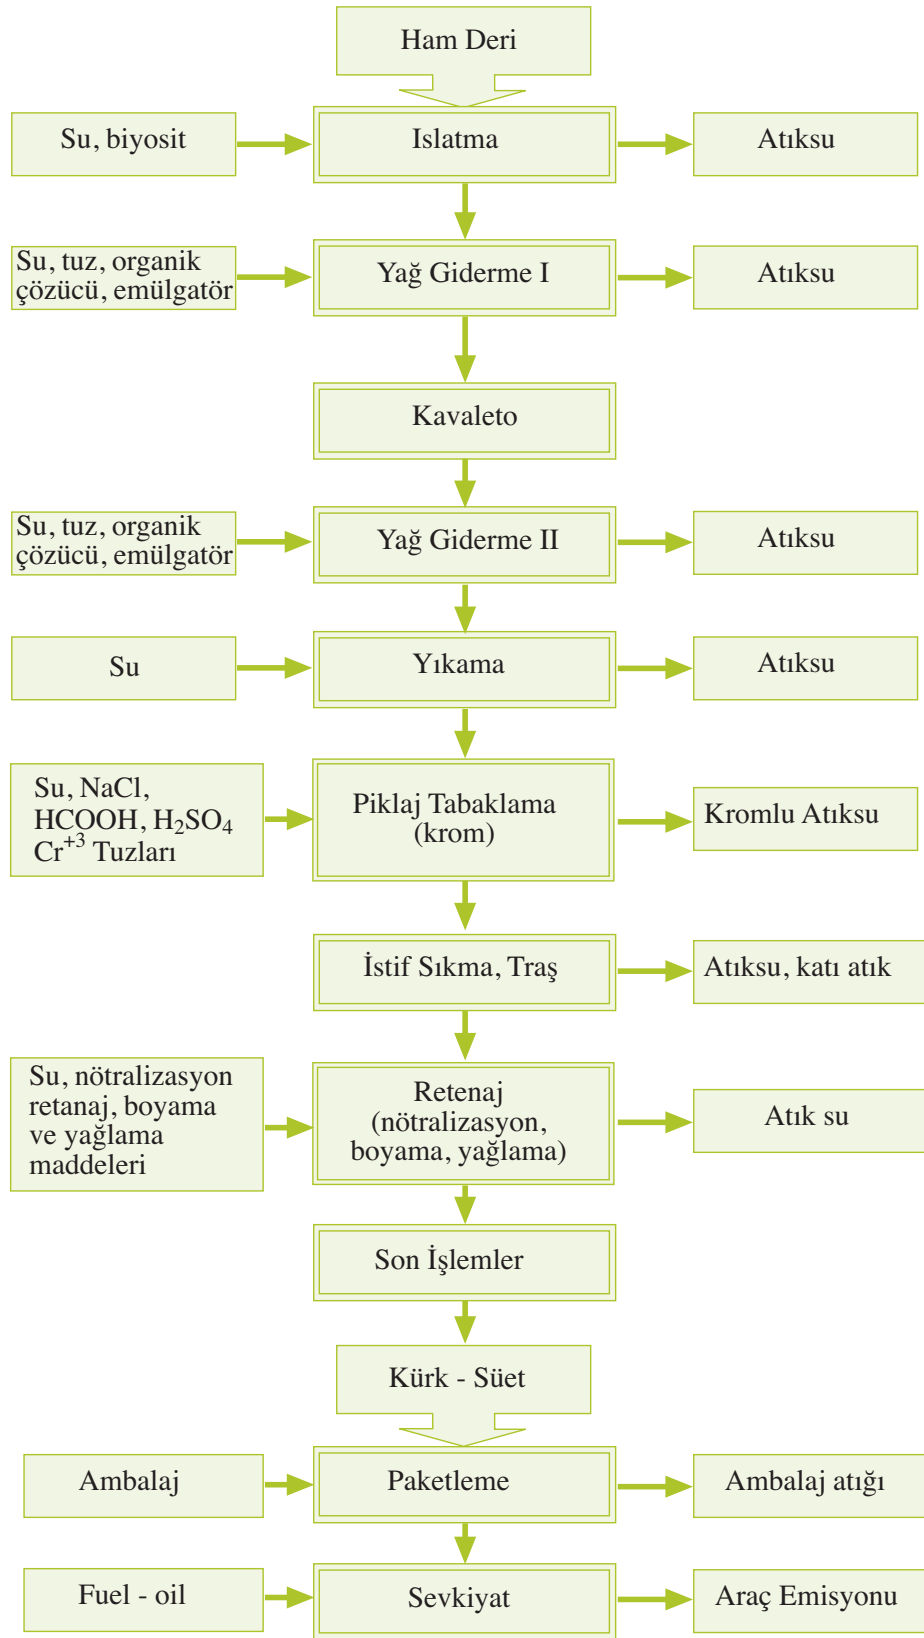 Ham Deri
Su, biyosit
Islatma
Atıksu
Su, tuz, organik
çözücü, emülgatör
Yağ Giderme I
Atıksu
Kavaleto
Su, tuz, organik
çözücü, emülgatör
Yağ Giderme II
Atıksu
Su
Yıkama
Atıksu
Su, NaCl,
HCOOH, H₂SO₄
Cr⁺³ Tuzları
Piklaj Tabaklama
(krom)
Kromlu Atıksu
İstif Sıkma, Traş
Atıksu, katı atık
Su, nötralizasyon
retanaj, boyama
ve yağlama
maddeleri
Retenaj
(nötralizasyon,
boyama, yağlama)
Atık su
Son İşlemler
Kürk - Süet
Ambalaj
Paketleme
Ambalaj atığı
Fuel - oil
Sevkiyat
Araç Emisyonu